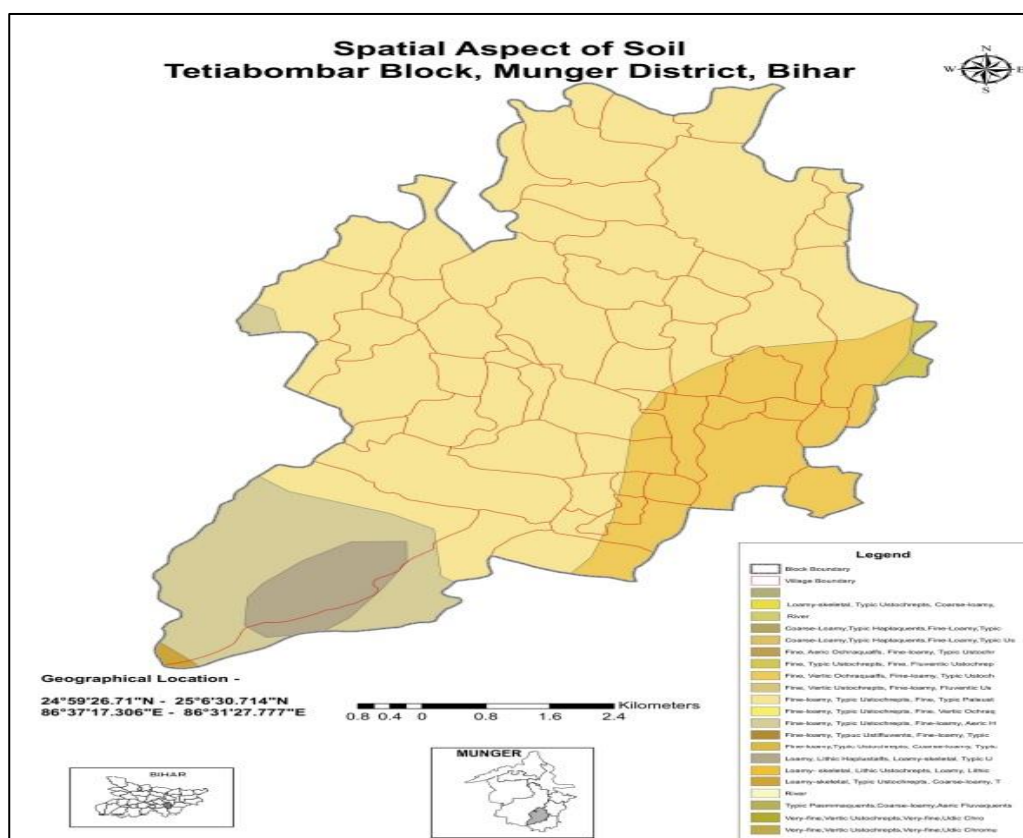 Spatial Aspect of Soil
Tetiabombar Block, Munger District, Bihar
N
W E
S
Legend
Block Boundary
Village Boundary
Loamy-skeletal, Typic Ustochrepts, Coarse-loamy,
River
Coarse-Loamy,Typic Haplaquents,Fine-Loamy,Typic
Coarse-Loamy,Typic Haplaquents,Fine-Loamy,Typic Us
Fine, Aeric Ochraqualfs, Fine-loamy, Typic Ustochr
Fine, Typic Ustochrepts, Fine, Fluventic Ustochrep
Fine, Vertic Ochraqualfs, Fine-loamy, Typic Ustoch
Fine, Vertic Ustochrepts, Fine-loamy, Fluventic Us
Fine-loamy, Typic Ustochrepts, Fine, Typic Paleust
Fine-loamy, Typic Ustochrepts, Fine, Vertic Ochraq
Fine-loamy, Typic Ustochrepts, Fine-loamy, Aeric H
Fine-loamy, Typuc Ustifluvents, Fine-loamy, Typic
Fine-loamy,Typic Ustochrepts, Coarse-loamy, Typic
Loamy, Lithic Haplustalfs, Loamy-skeletal, Typic U
Loamy- skeletal, Lithic Ustochrepts, Loamy, Lithic
Loamy-skeletal, Typic Ustochrepts, Coarse-loamy, T
River
Typic Psammaquents,Coarse-loamy,Aeric Fluvaquents
Very-fine,Vertic Ustochrepts,Very-fine,Udic Chro
Very-fine,Vertic Ustochrepts,Very-fine,Udic Chromu
Geographical Location -
24°59'26.71"N - 25°6'30.714"N
86°37'17.306"E - 86°31'27.777"E
Kilometers
0.8 0.4 0 0.8 1.6 2.4
BIHAR
MUNGER